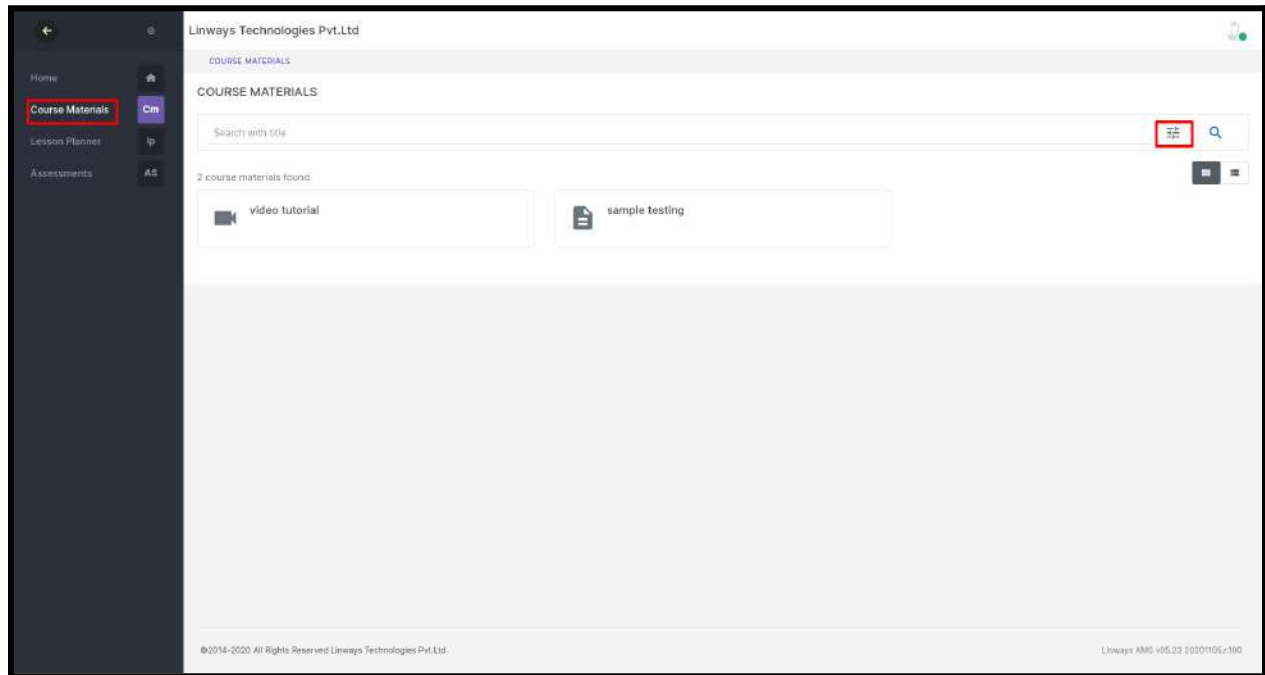 Linways Technologies Pvt.Ltd
COURSE MATERIALS
Home
Course Materials Cm
Lesson Planner lp
Assessments AS
COURSE MATERIALS
Search with title
2 course materials found.
video tutorial
sample testing
©2014-2020 All Rights Reserved Linways Technologies Pvt.Ltd.
Linways AMS v05.23 20201105.r.190